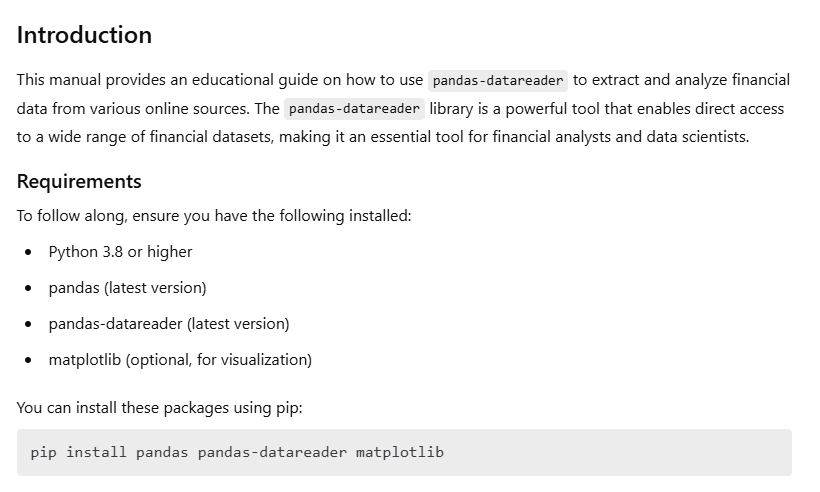 Introduction
This manual provides an educational guide on how to use pandas-datareader to extract and analyze financial
data from various online sources. The pandas-datareader library is a powerful tool that enables direct access
to a wide range of financial datasets, making it an essential tool for financial analysts and data scientists.
Requirements
To follow along, ensure you have the following installed:
• Python 3.8 or higher
• pandas (latest version)
• pandas-datareader (latest version)
• matplotlib (optional, for visualization)
You can install these packages using pip:
pip install pandas pandas-datareader matplotlib